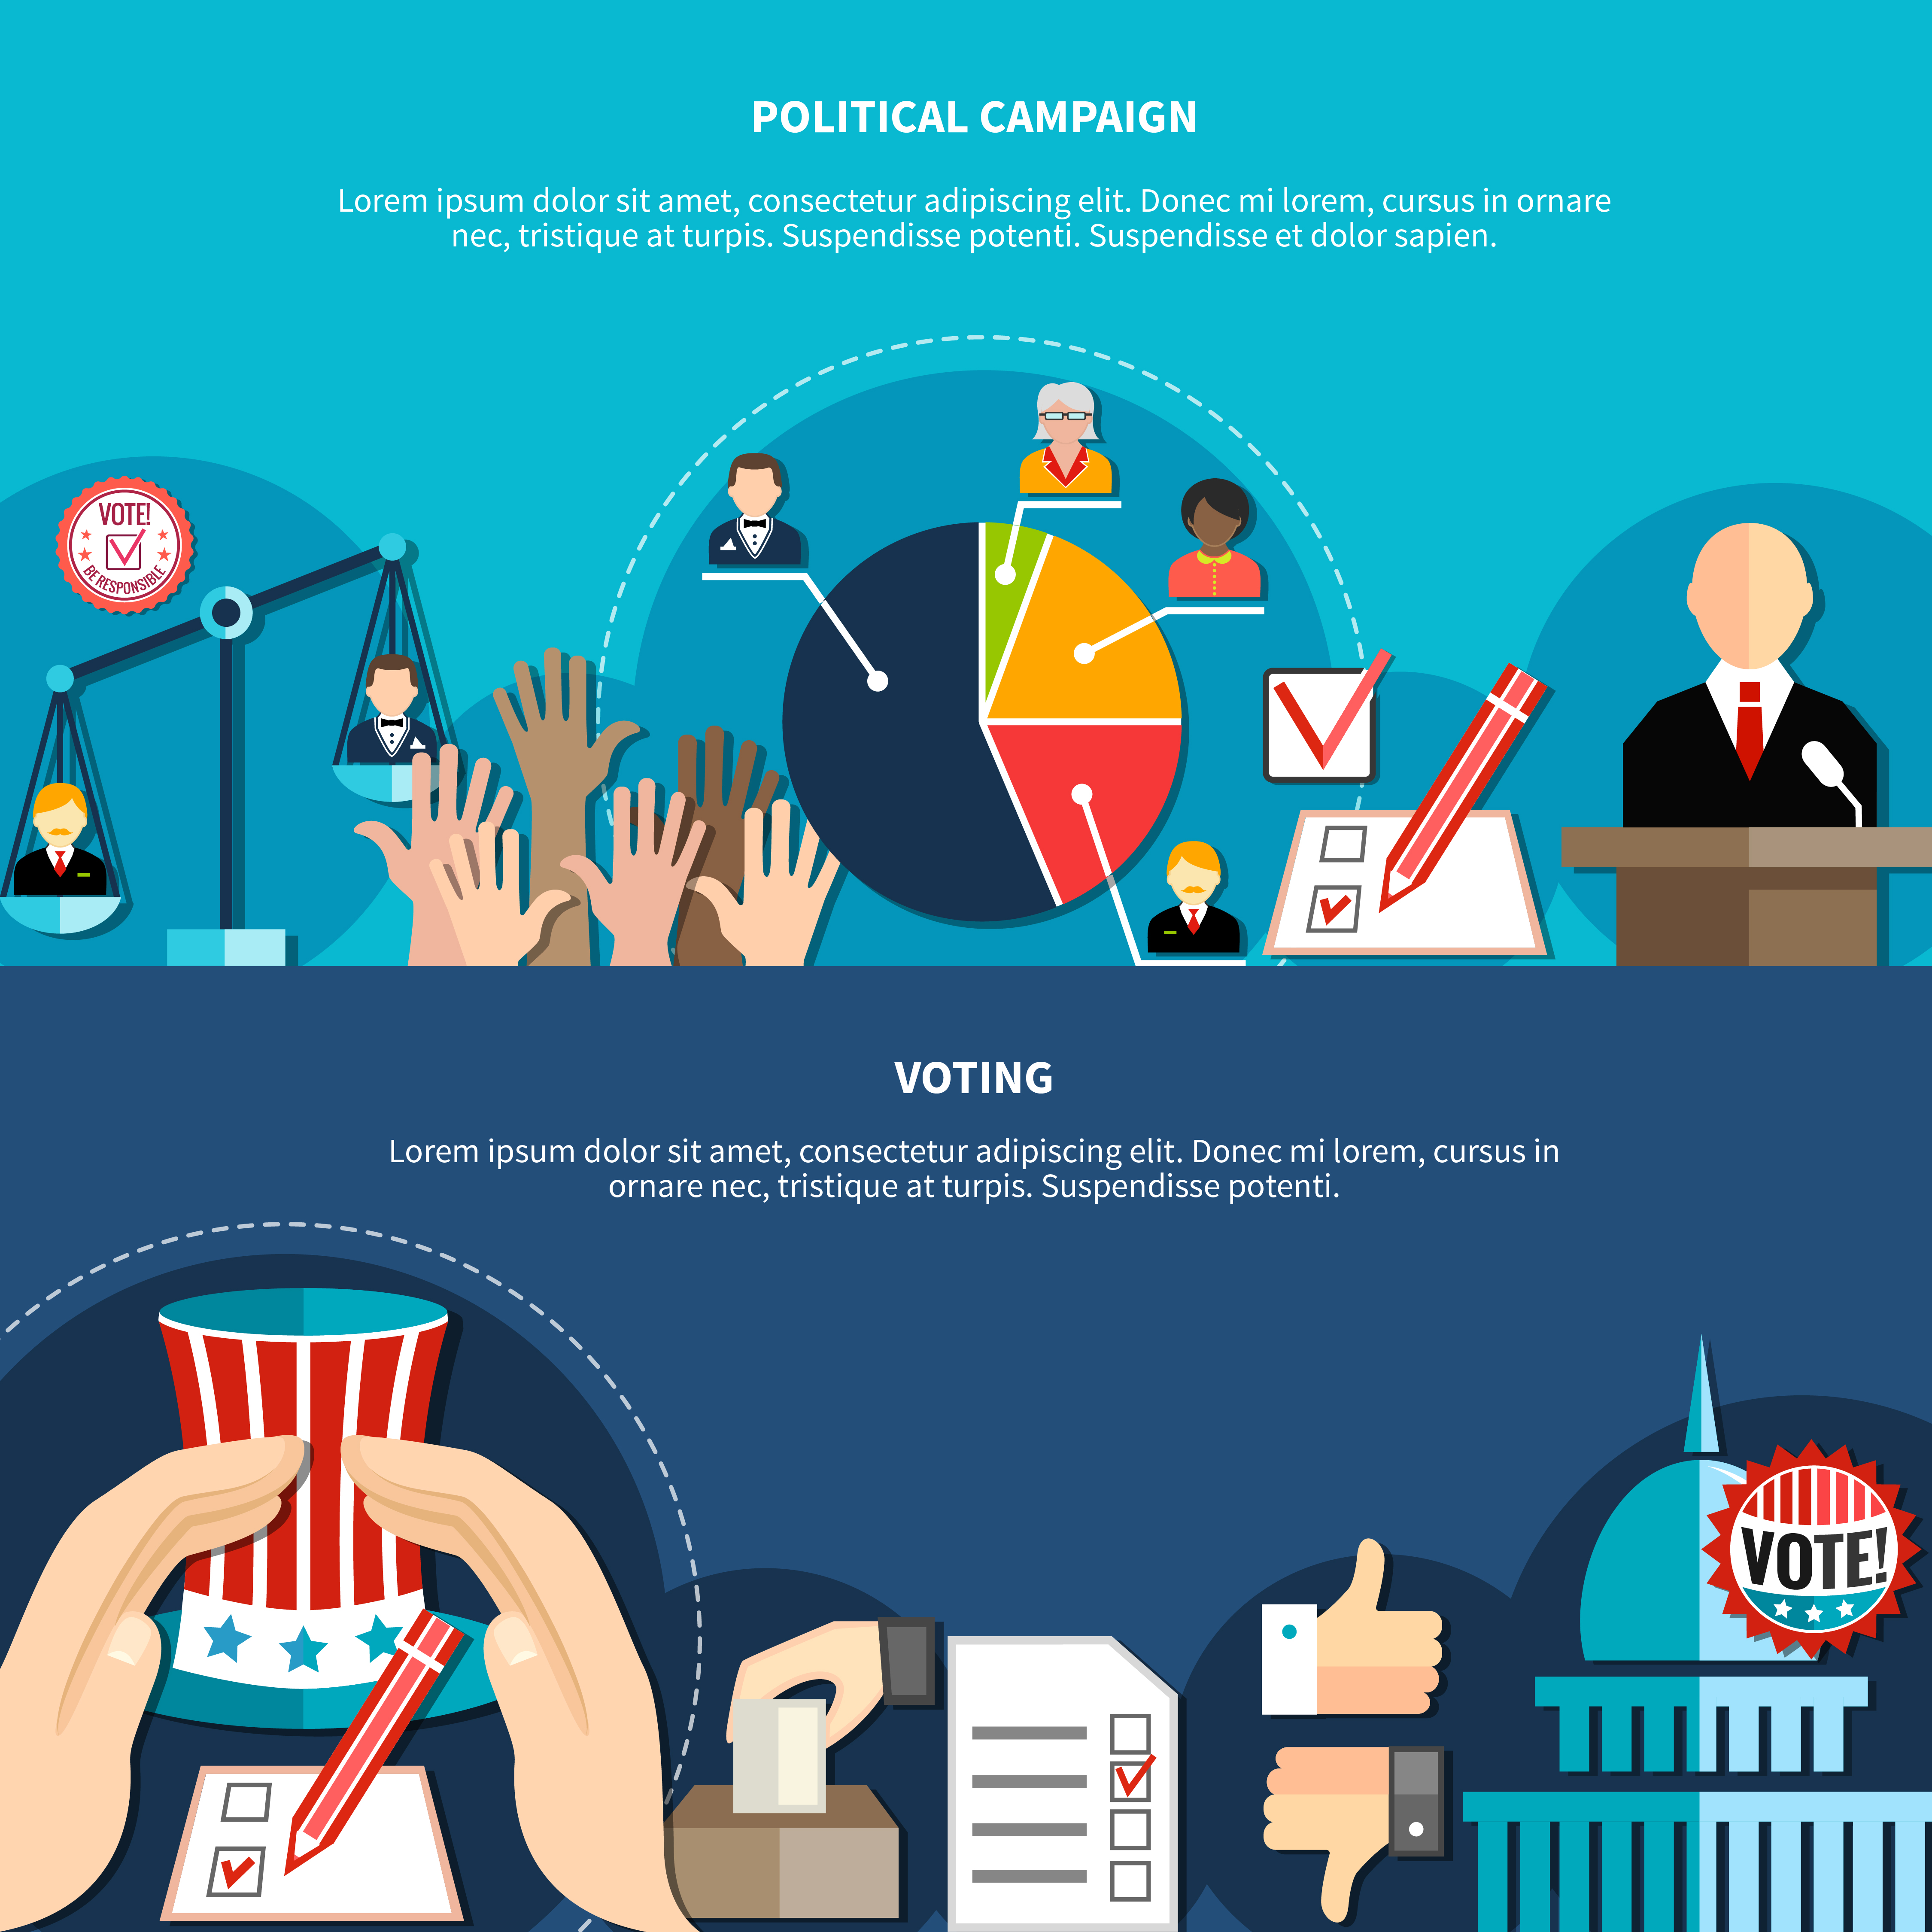 POLITICAL CAMPAIGN
Lorem ipsum dolor sit amet, consectetur adipiscing elit. Donec mi lorem, cursus in ornare
nec, tristique at turpis. Suspendisse potenti. Suspendisse et dolor sapien.
VOTE!
BE RESPONSIBLE
VOTING
Lorem ipsum dolor sit amet, consectetur adipiscing elit. Donec mi lorem, cursus in
ornare nec, tristique at turpis. Suspendisse potenti.
VOTE!